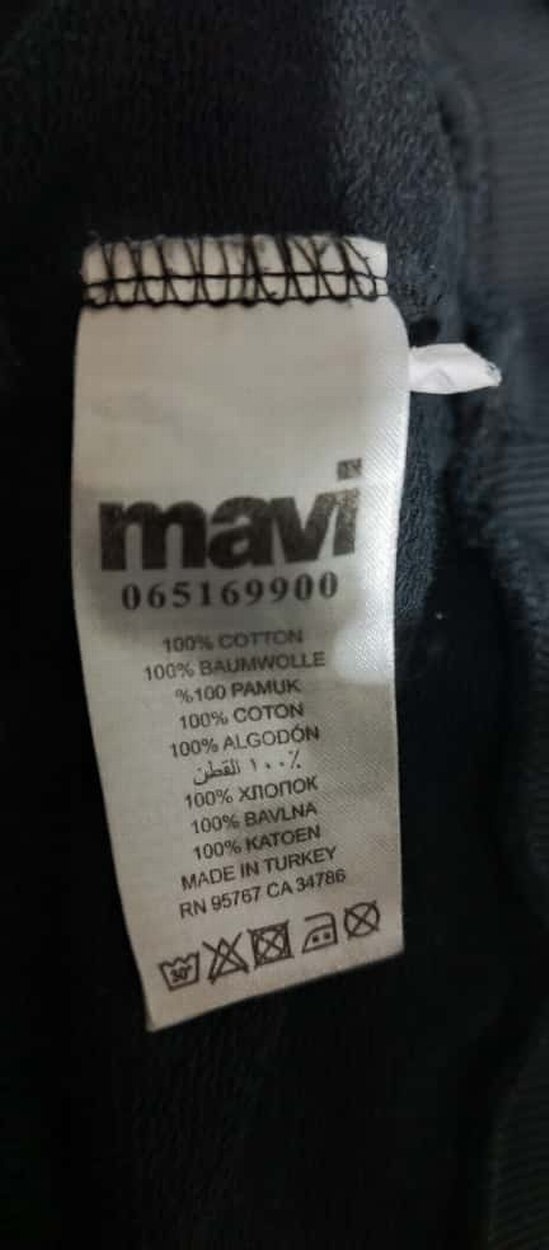 mavi
065169900
100% COTTON
100% BAUMWOLLE
%100 PAMUK
100% COTON
100% ALGODÓN
٪١٠٠ القطن
100% ХЛОПОК
100% BAVLNA
100% KATOEN
MADE IN TURKEY
RN 95767 CA 34786
30°